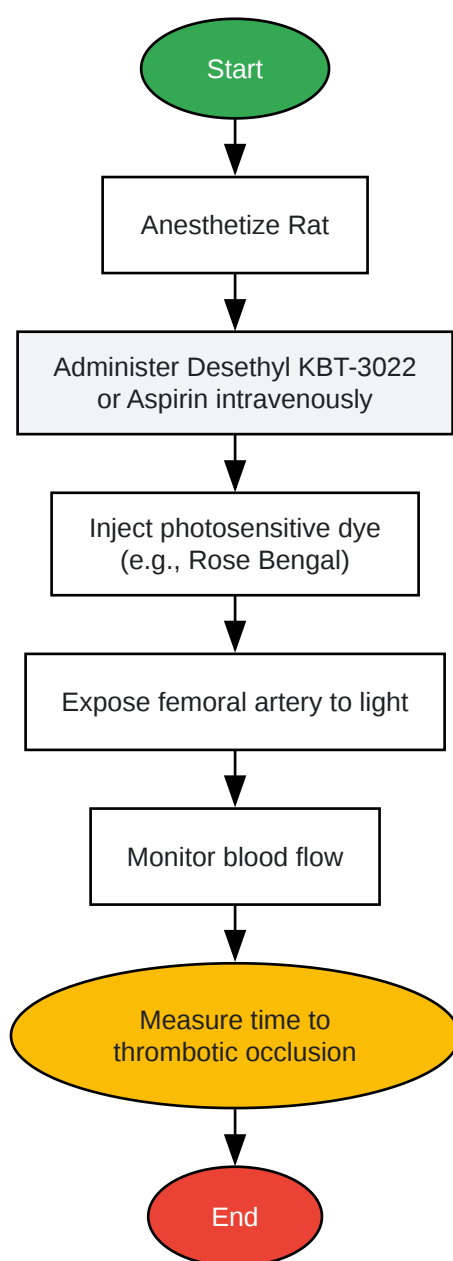 Start
Anesthetize Rat
Administer Desethyl KBT-3022
or Aspirin intravenously
Inject photosensitive dye
(e.g., Rose Bengal)
Expose femoral artery to light
Monitor blood flow
Measure time to
thrombotic occlusion
End